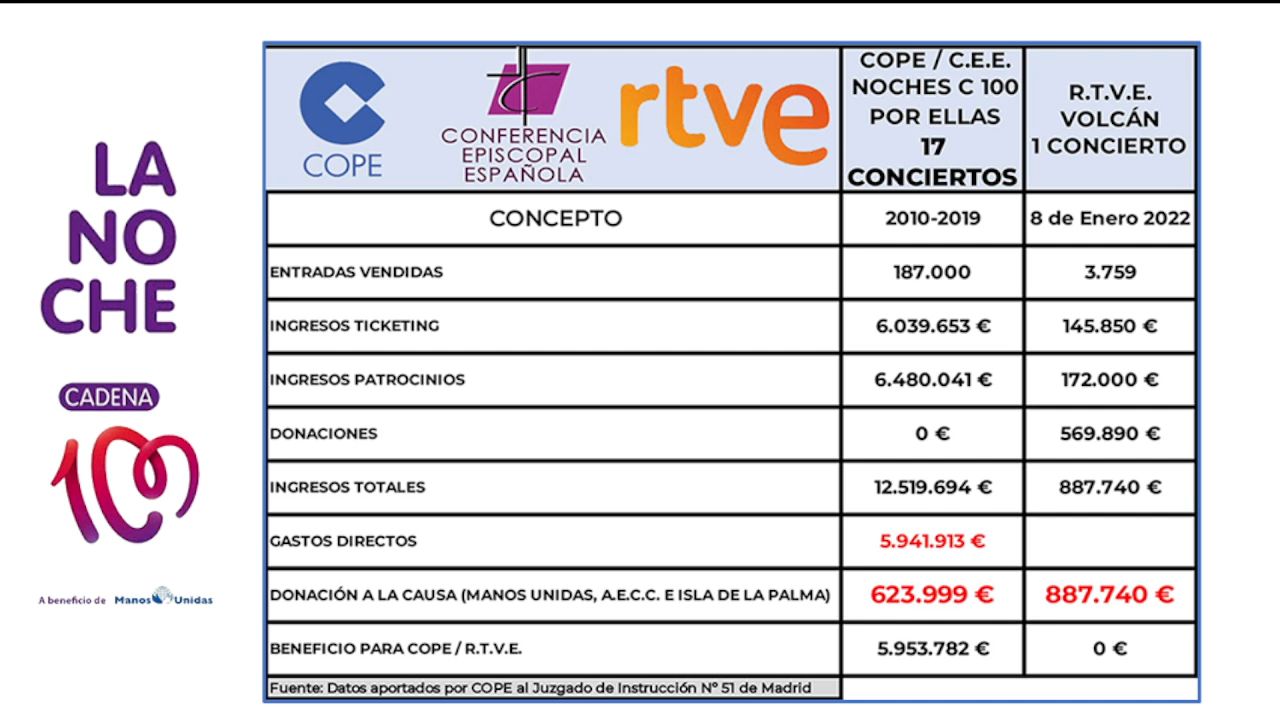 LA
NO
CHE
CADENA
100
A beneficio de Manos Unidas
COPE
CONFERENCIA
EPISCOPAL
ESPAÑOLA
rtve
COPE / C.E.E.
NOCHES C 100
POR ELLAS
17
CONCIERTOS
R.T.V.E.
VOLCÁN
1 CONCIERTO
CONCEPTO 2010-2019 8 de Enero 2022
ENTRADAS VENDIDAS 187.000 3.759
INGRESOS TICKETING 6.039.653 € 145.850 €
INGRESOS PATROCINIOS 6.480.041 € 172.000 €
DONACIONES 0 € 569.890 €
INGRESOS TOTALES 12.519.694 € 887.740 €
GASTOS DIRECTOS 5.941.913 €
DONACIÓN A LA CAUSA (MANOS UNIDAS, A.E.C.C. E ISLA DE LA PALMA) 623.999 € 887.740 €
BENEFICIO PARA COPE / R.T.V.E. 5.953.782 € 0 €
Fuente: Datos aportados por COPE al Juzgado de Instrucción Nº 51 de Madrid